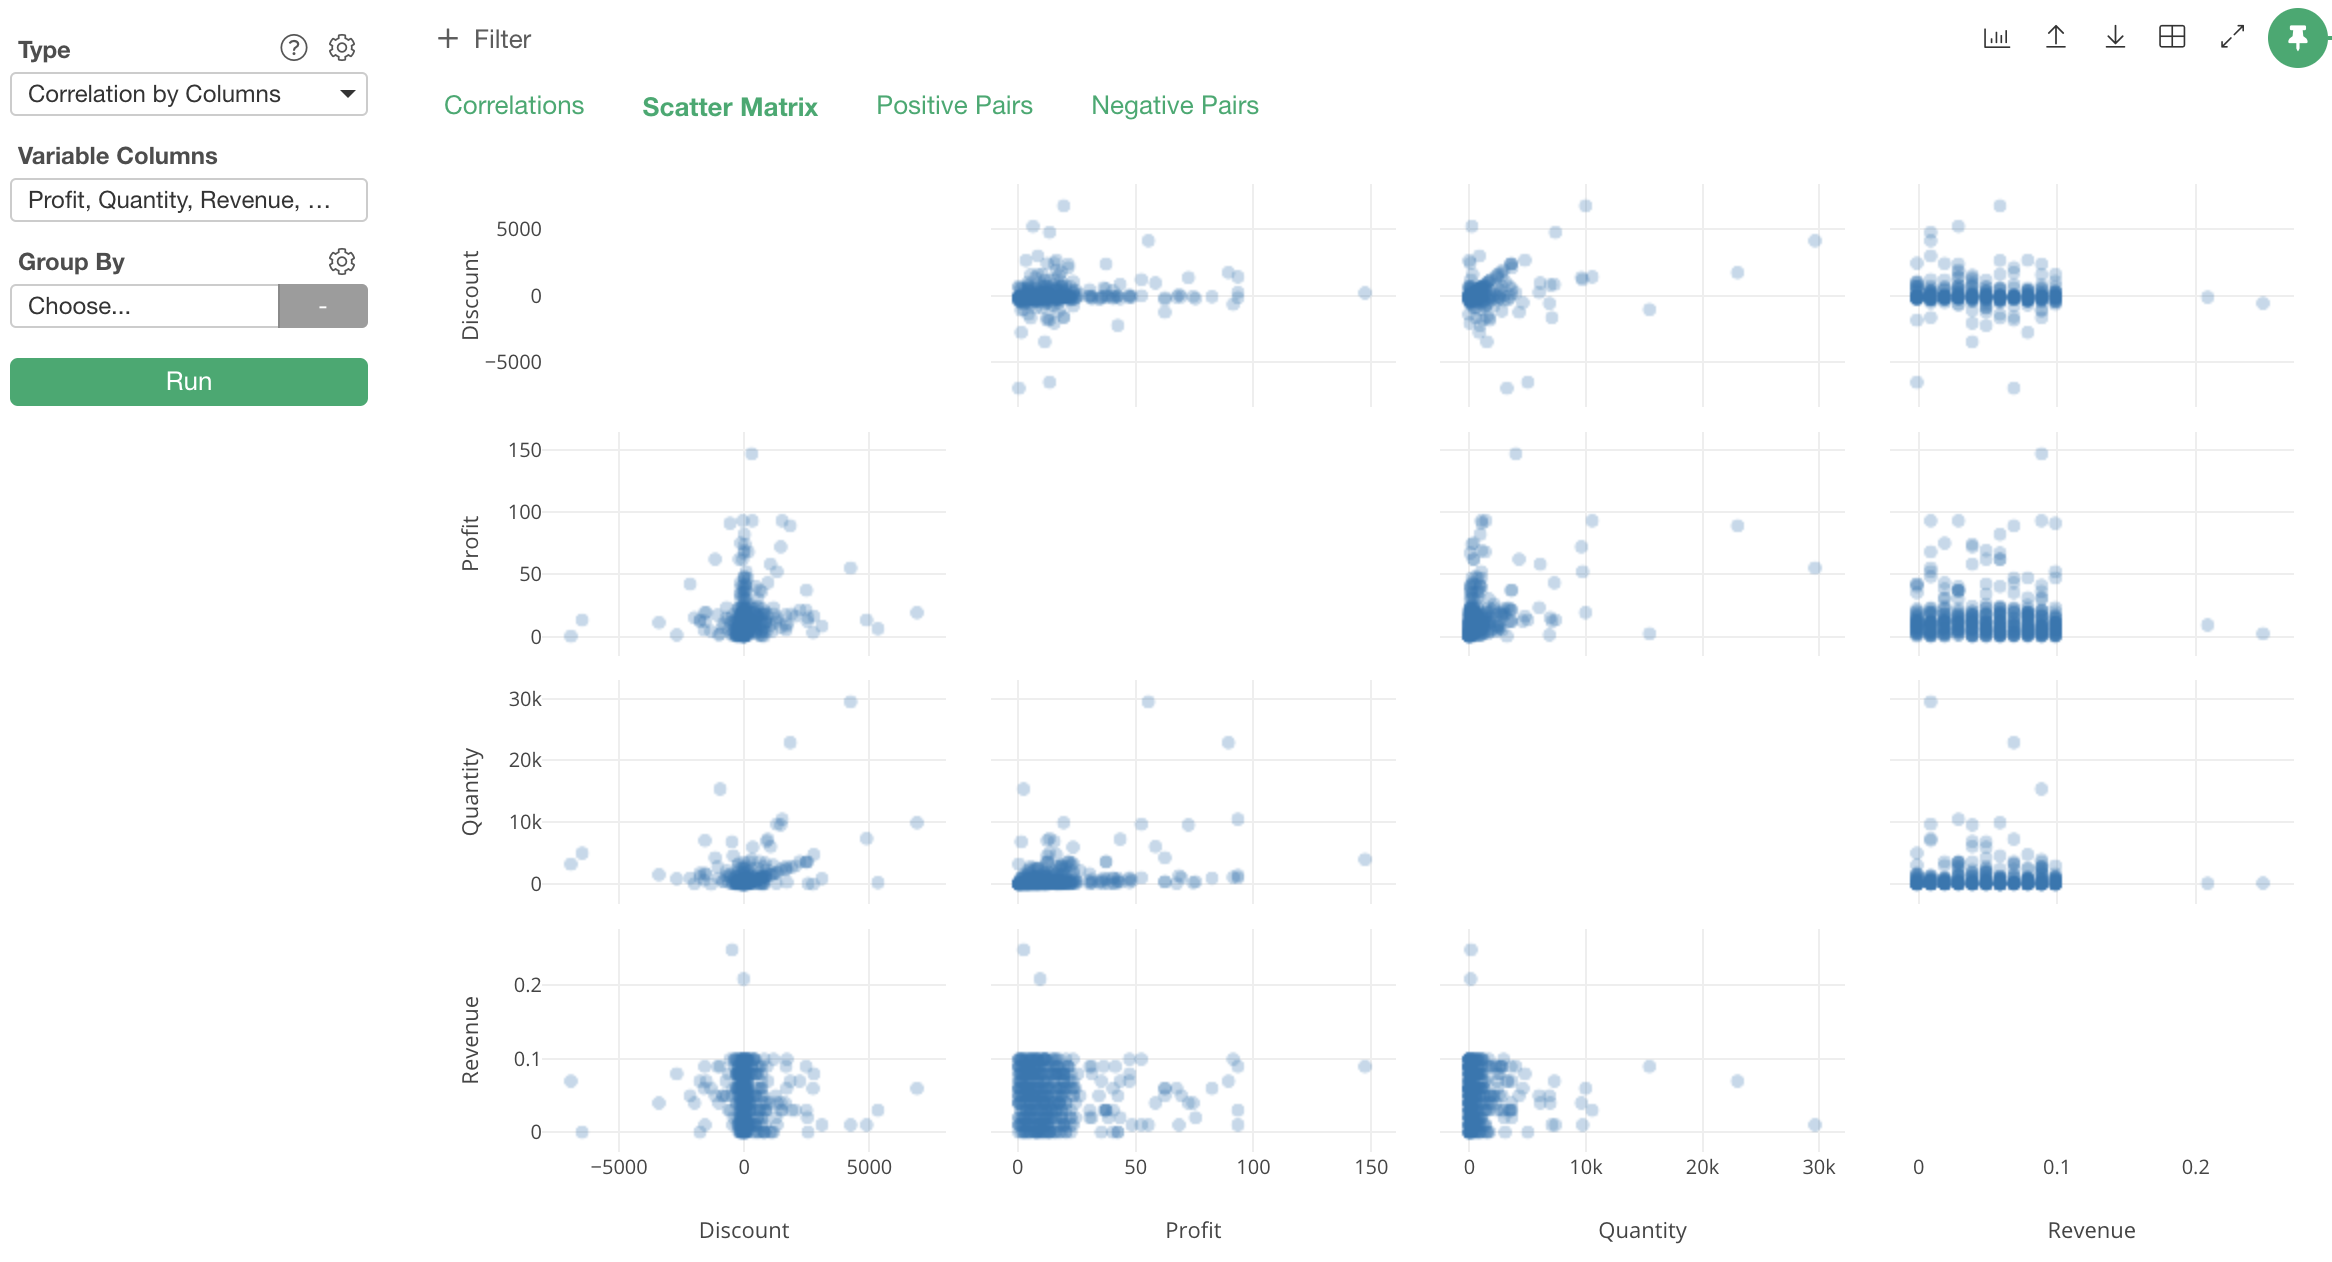 Type
?
Correlation by Columns
Variable Columns
Profit, Quantity, Revenue, ...
Group By
Choose...
-
Run
+ Filter
Correlations Scatter Matrix Positive Pairs Negative Pairs
Discount
5000
0
−5000
Profit
150
100
50
0
Quantity
30k
20k
10k
0
Revenue
0.2
0.1
0
−5000 0 5000 0 50 100 150 0 10k 20k 30k 0 0.1 0.2
Discount Profit Quantity Revenue